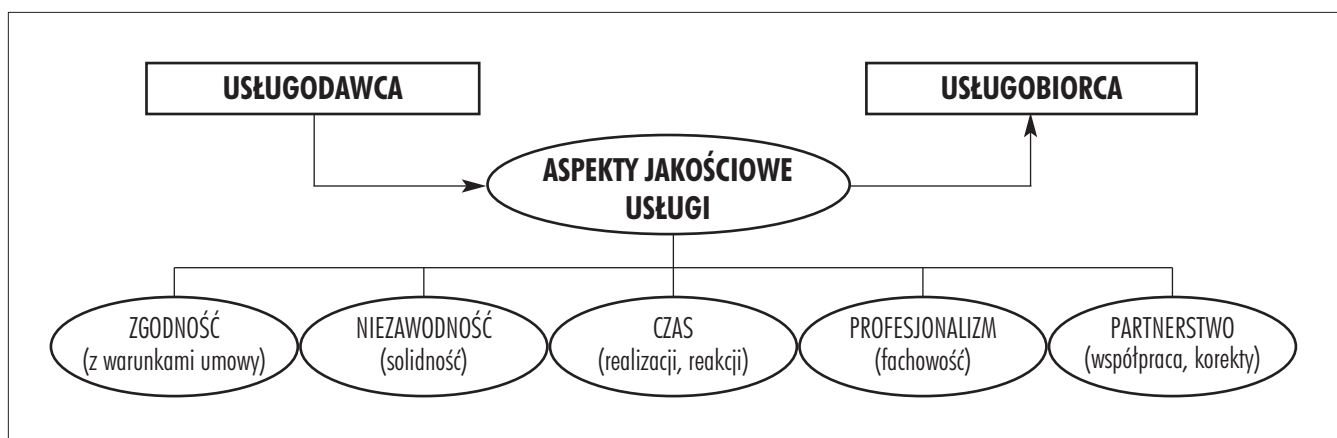 USŁUGODAWCA
USŁUGOBIORCA
ASPEKTY JAKOŚCIOWE
USŁUGI
ZGODNOŚĆ
(z warunkami umowy)
NIEZAWODNOŚĆ
(solidność)
CZAS
(realizacji, reakcji)
PROFESJONALIZM
(fachowość)
PARTNERSTWO
(współpraca, korekty)